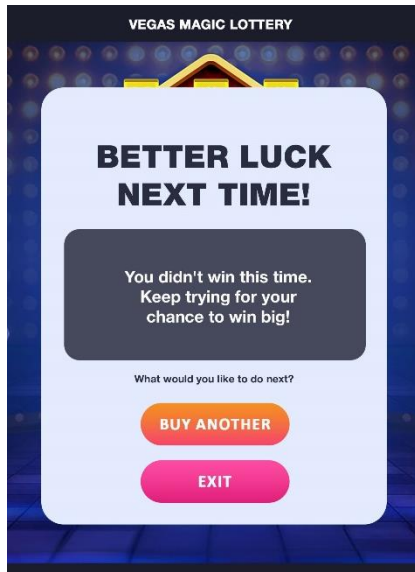 VEGAS MAGIC LOTTERY
BETTER LUCK
NEXT TIME!
You didn't win this time.
Keep trying for your
chance to win big!
What would you like to do next?
BUY ANOTHER
EXIT